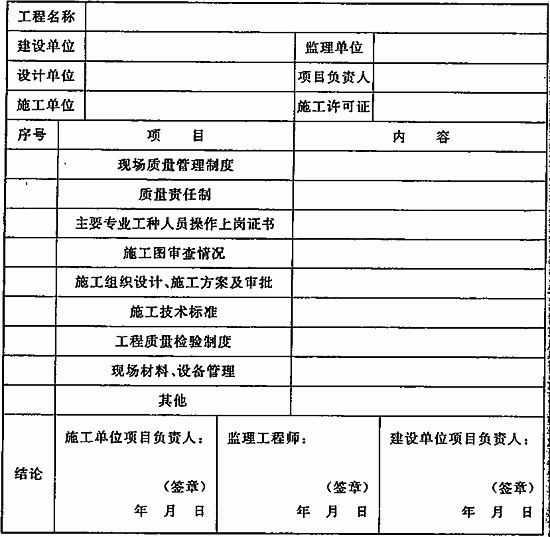 工程名称
建设单位 监理单位
设计单位 项目负责人
施工单位 施工许可证
序号 项 目 内 容
现场质量管理制度
质量责任制
主要专业工种人员操作上岗证书
施工图审查情况
施工组织设计、施工方案及审批
施工技术标准
工程质量检验制度
现场材料、设备管理
其他
结论
施工单位项目负责人：
（签章）
年 月 日
监理工程师：
（签章）
年 月 日
建设单位项目负责人：
（签章）
年 月 日